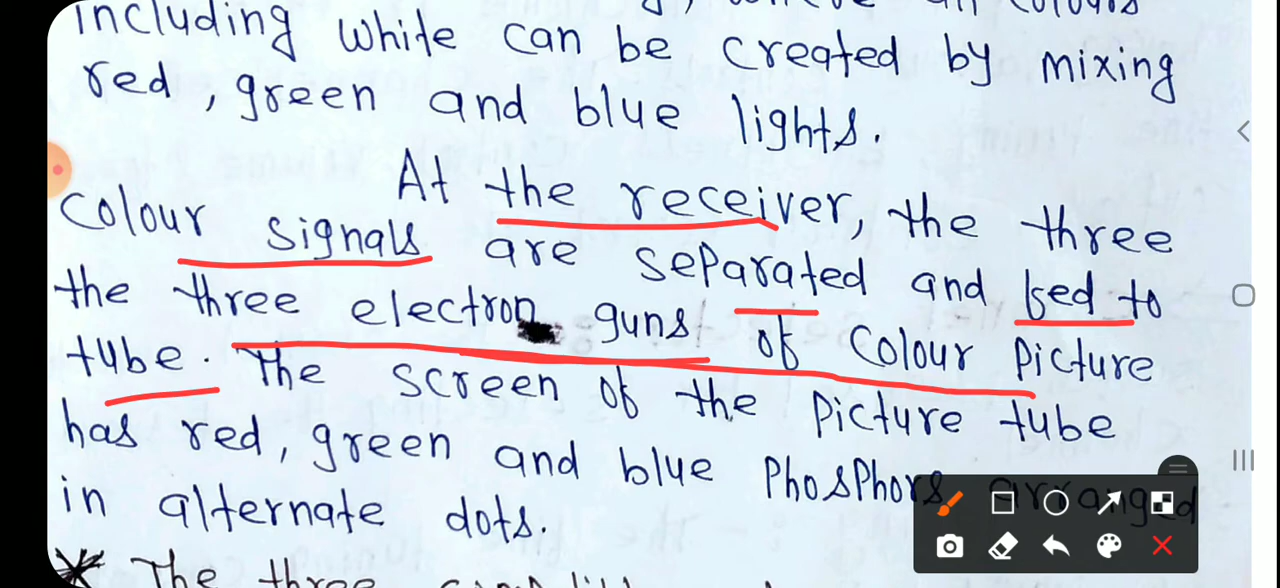 including white can be created by mixing
red, green and blue lights.
At the receiver, the three
colour signals are separated and fed to
the three electron guns of colour picture
tube. The screen of the picture tube
has red, green and blue phosphors arranged
in alternate dots.
* The three